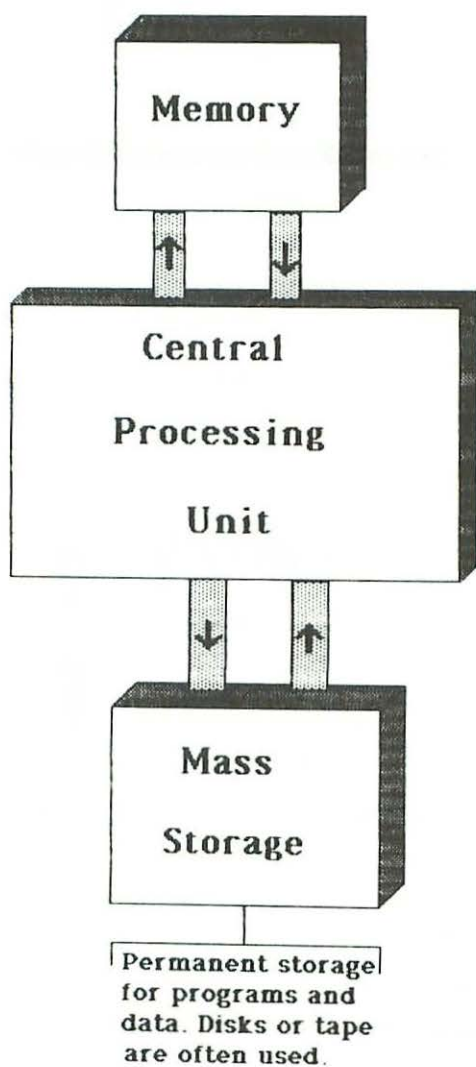 Memory
Central
Processing
Unit
Mass
Storage
Permanent storage
for programs and
data. Disks or tape
are often used.